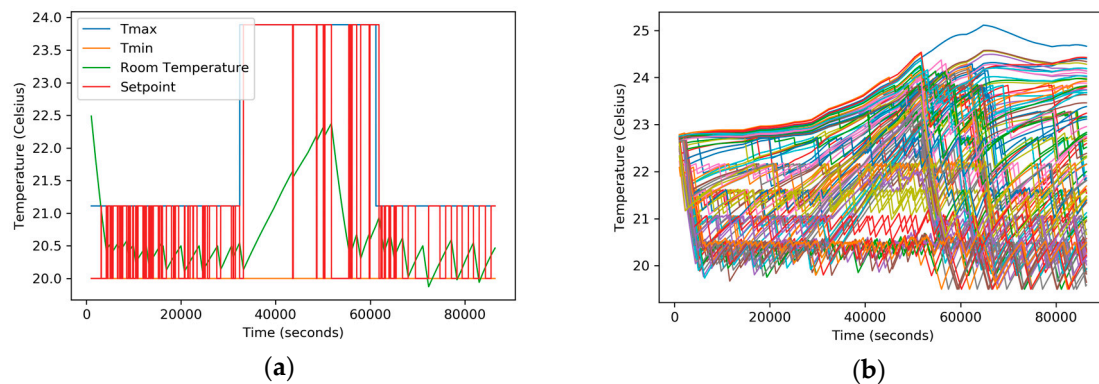 24.0
23.5
23.0
22.5
22.0
21.5
21.0
20.5
20.0
Temperature (Celsius)
Tmax
Tmin
Room Temperature
Setpoint
0 20000 40000 60000 80000
Time (seconds)
(a)
25
24
23
22
21
20
Temperature (Celsius)
0 20000 40000 60000 80000
Time (seconds)
(b)